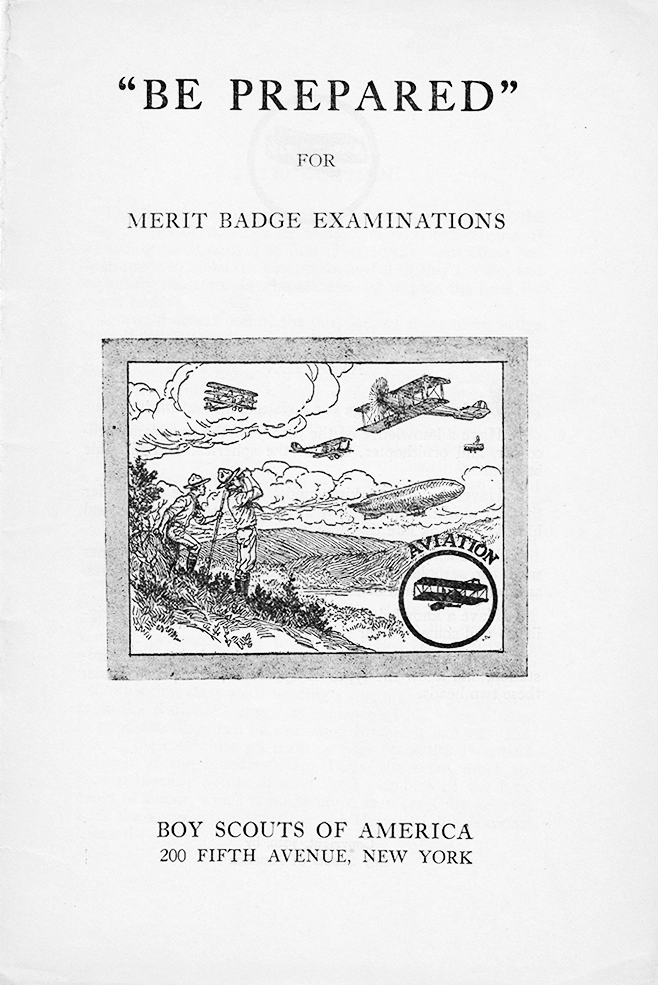 “BE PREPARED”
FOR
MERIT BADGE EXAMINATIONS
AVIATION
BOY SCOUTS OF AMERICA
200 FIFTH AVENUE, NEW YORK